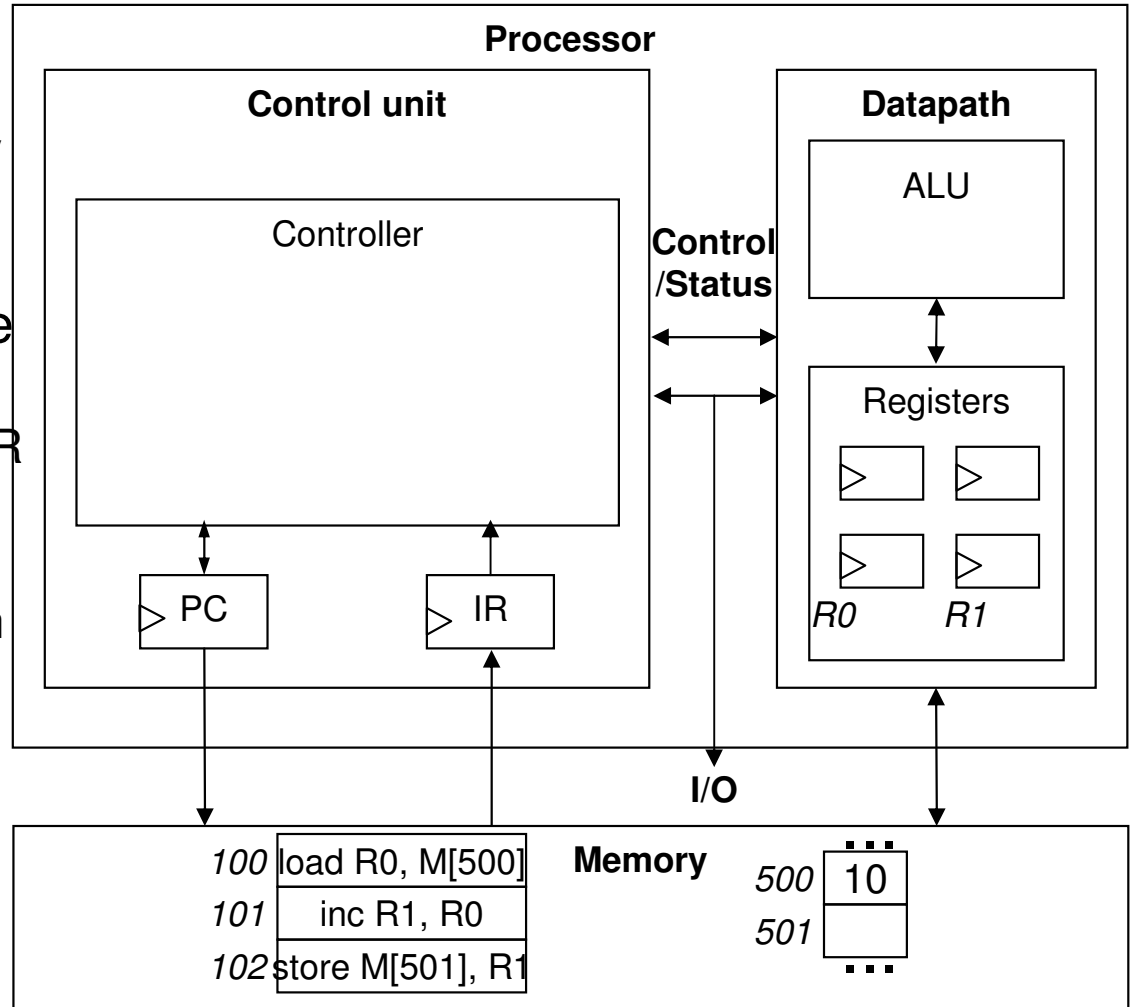 Processor
Control unit
Datapath
ALU
Controller
Control
/Status
e
Registers
R
PC
IR
R0 R1
n
I/O
Memory
100 load R0, M[500]
101 inc R1, R0
102 store M[501], R1
...
500 10
501
...